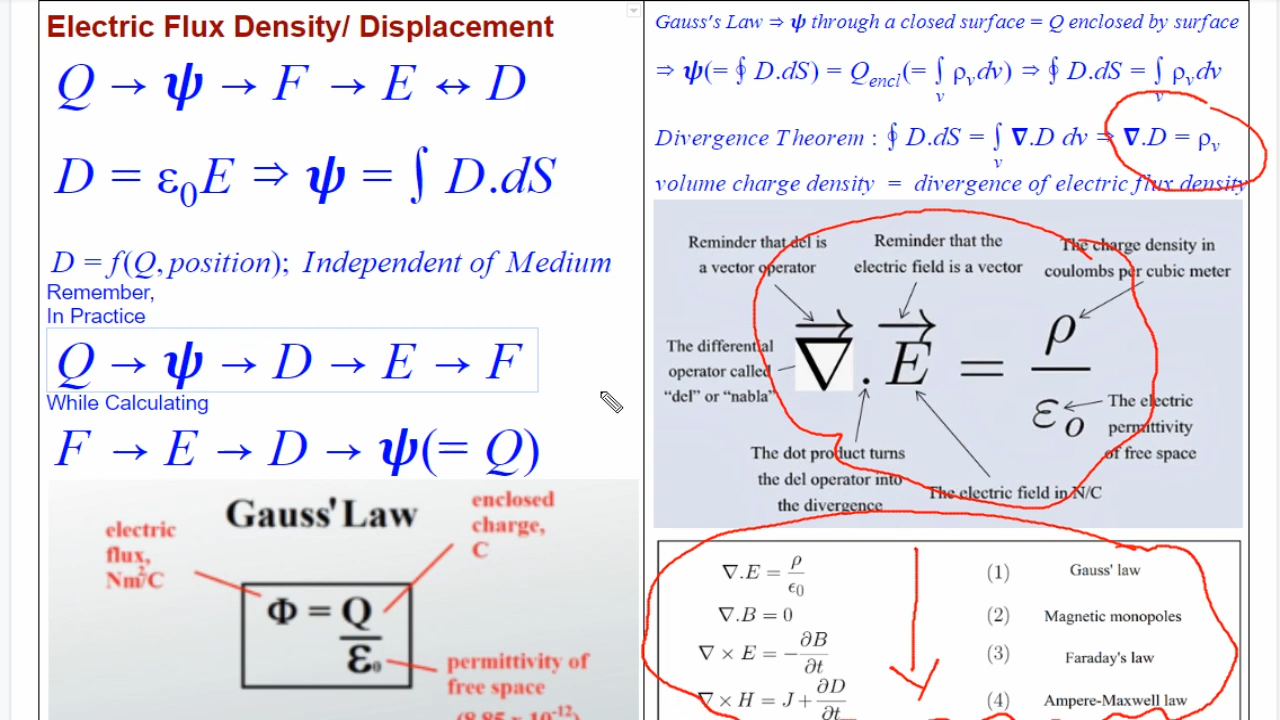 Electric Flux Density/ Displacement
Q → ψ → F → E ↔ D
D = ε₀E ⇒ ψ = ∫ D.dS
D = f(Q, position); Independent of Medium
Remember,
In Practice
Q → ψ → D → E → F
While Calculating
F → E → D → ψ(= Q)
Gauss' Law
electric
flux,
Nm²/C
enclosed
charge,
C
Φ = Q
ε₀
permittivity of
free space
(8.85 x 10⁻¹²)
Gauss's Law ⇒ ψ through a closed surface = Q enclosed by surface
⇒ ψ(= ∮ D.dS) = Qencl(= ∫v ρv dv) ⇒ ∮ D.dS = ∫v ρv dv
Divergence Theorem : ∮ D.dS = ∫v ∇.D dv ⇒ ∇.D = ρv
volume charge density = divergence of electric flux density
Reminder that del is
a vector operator
Reminder that the
electric field is a vector
The charge density in
coulombs per cubic meter
The differential
operator called
“del” or “nabla”
∇ . E = ρ / ε₀
The electric
permittivity
of free space
The dot product turns
the del operator into
the divergence
The electric field in N/C
∇.E = ρ/ϵ₀ (1) Gauss' law
∇.B = 0 (2) Magnetic monopoles
∇ × E = −∂B/∂t (3) Faraday's law
∇ × H = J + ∂D/∂t (4) Ampere-Maxwell law